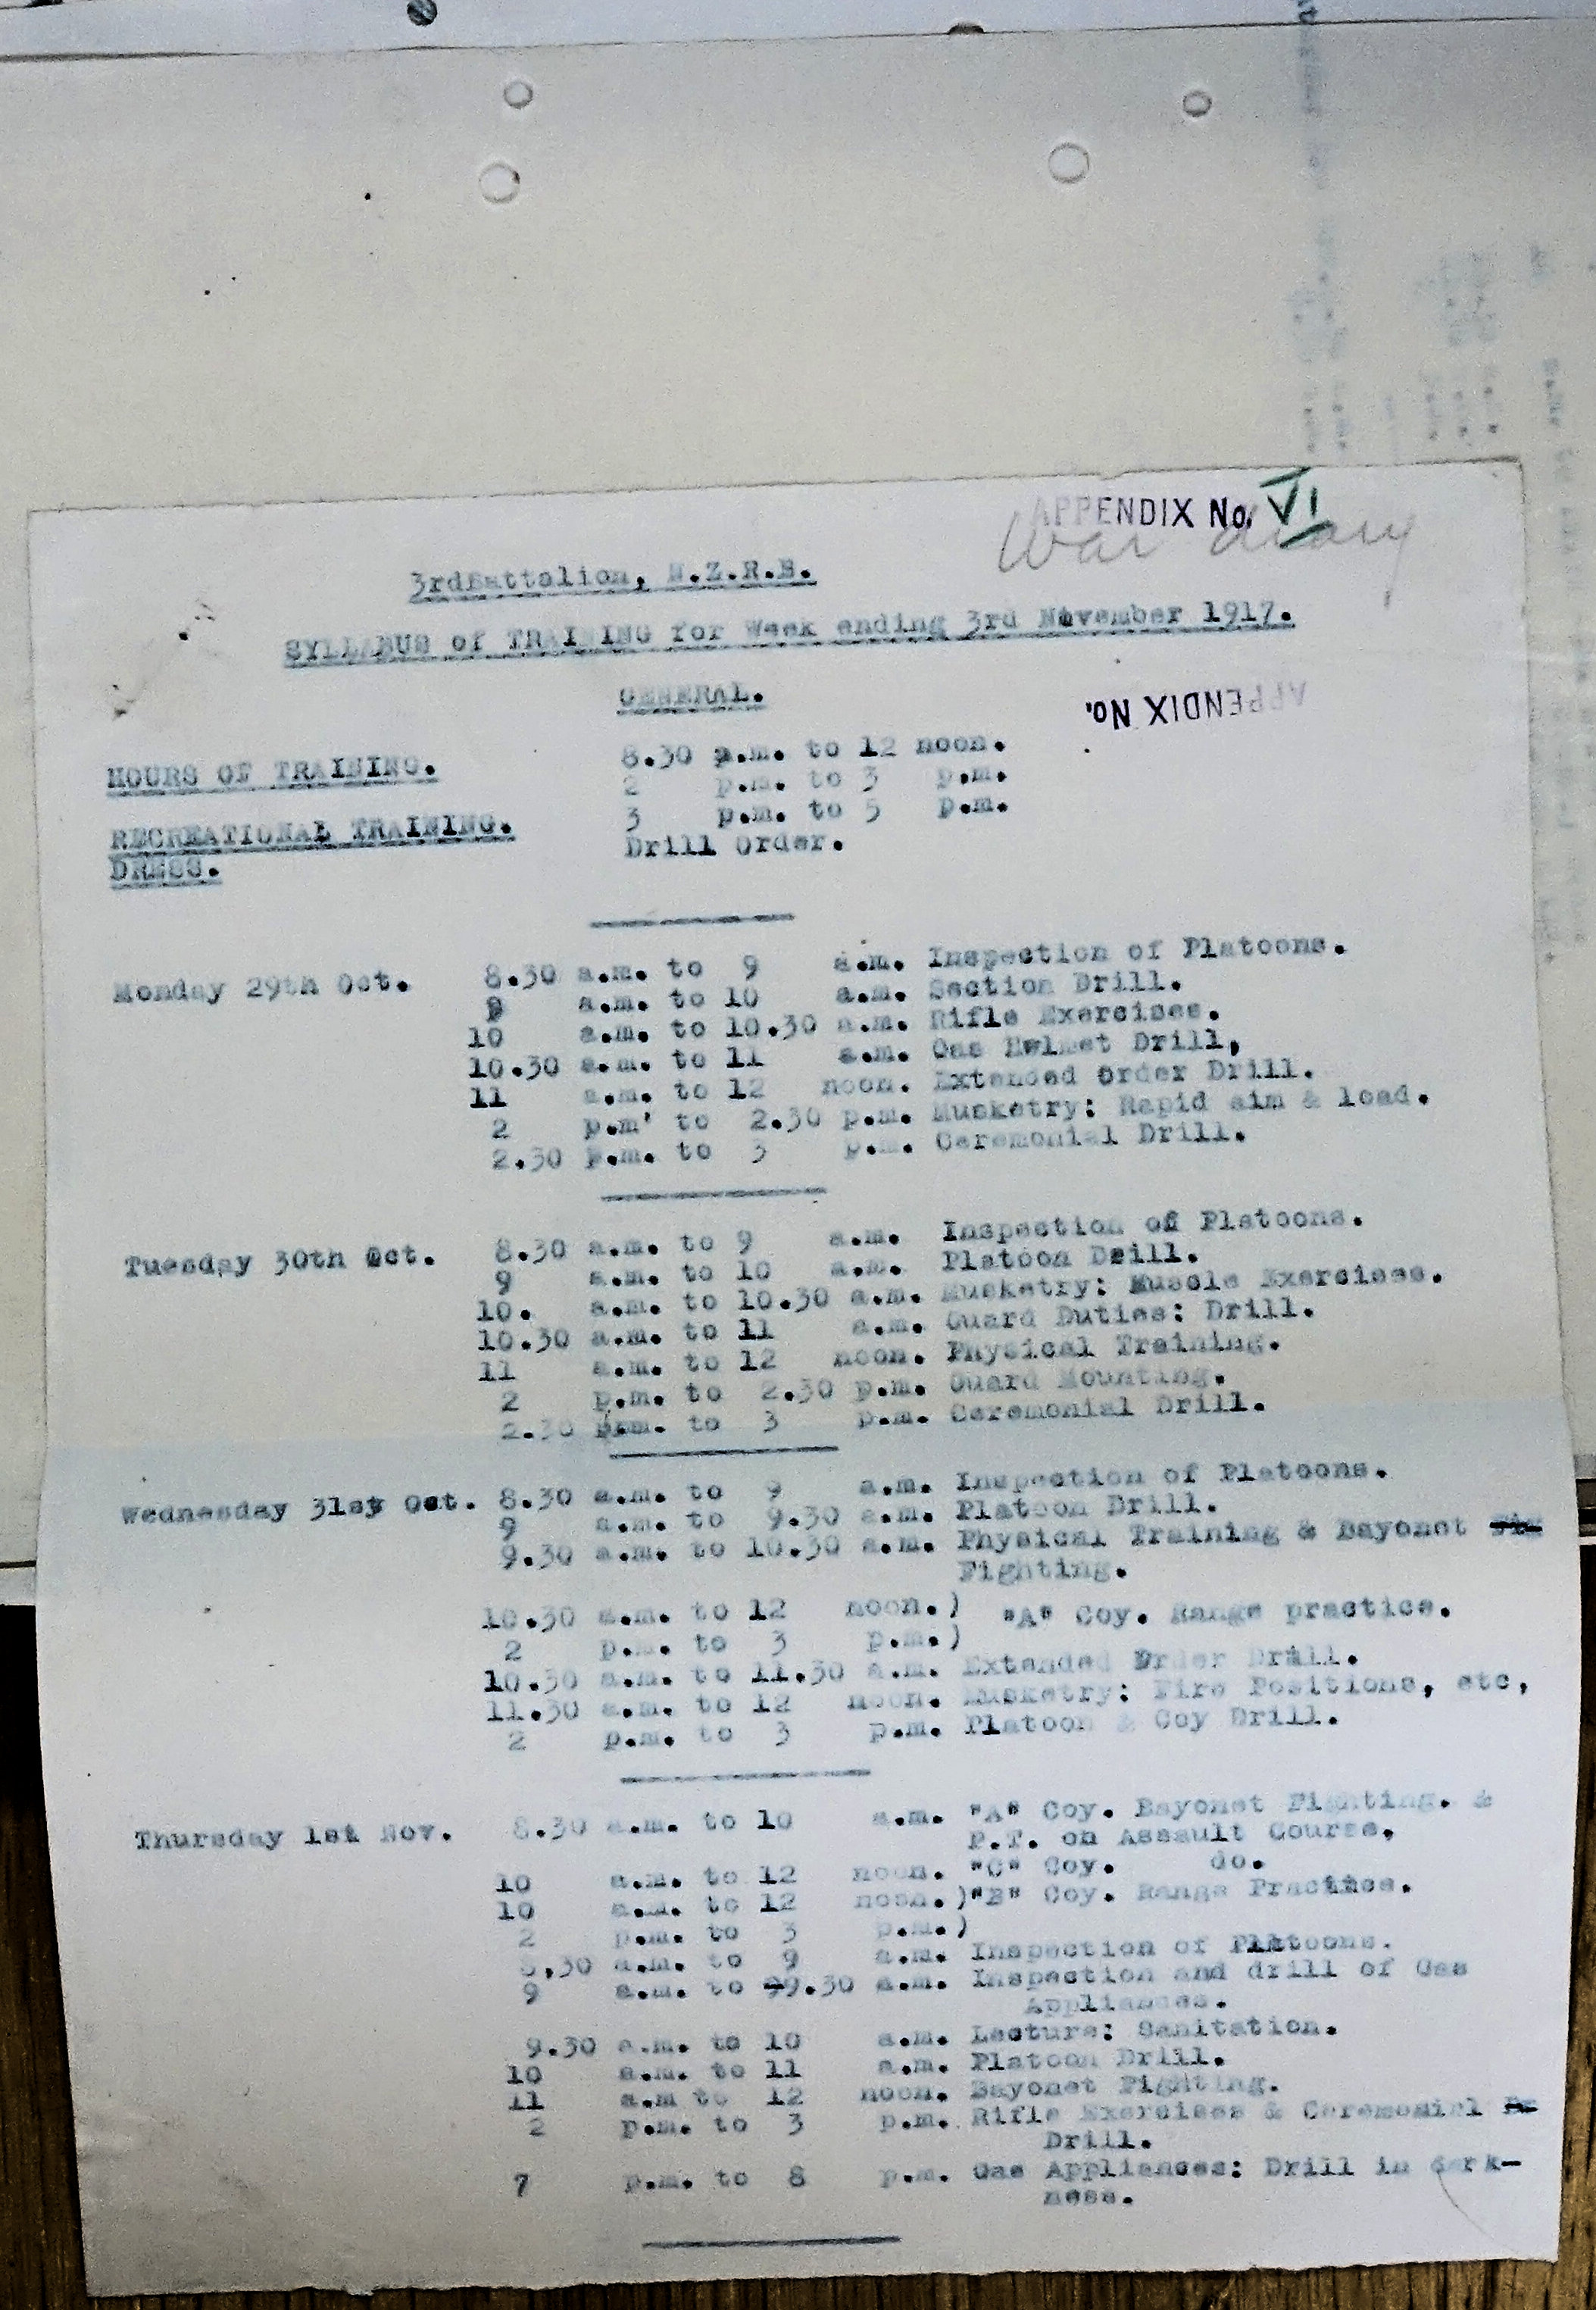 APPENDIX No. VI
War diary
3rdBattalion, N.Z.R.B.
SYLLABUS of TRAINING for Week ending 3rd November 1917.
GENERAL.
APPENDIX No.
HOURS OF TRAINING. 8.30 a.m. to 12 noon.
2 p.m. to 3 p.m.
RECREATIONAL TRAINING. 3 p.m. to 5 p.m.
DRESS. Drill Order.
Monday 29th Oct. 8.30 a.m. to 9 a.m. Inspection of Platoons.
9 a.m. to 10 a.m. Section Drill.
10 a.m. to 10.30 a.m. Rifle Exercises.
10.30 a.m. to 11 a.m. Gas Helmet Drill,
11 a.m. to 12 noon. Extended Order Drill.
2 p.m' to 2.30 p.m. Musketry: Rapid aim & load.
2.30 p.m. to 3 p.m. Ceremonial Drill.
Tuesday 30th Oct. 8.30 a.m. to 9 a.m. Inspection of Platoons.
9 a.m. to 10 a.m. Platoon Drill.
10. a.m. to 10.30 a.m. Musketry: Muscle Exercises.
10.30 a.m. to 11 a.m. Guard Duties: Drill.
11 a.m. to 12 noon. Physical Training.
2 p.m. to 2.30 p.m. Guard Mounting.
2.30 p.m. to 3 p.m. Ceremonial Drill.
Wednesday 31st Oct. 8.30 a.m. to 9 a.m. Inspection of Platoons.
9 a.m. to 9.30 a.m. Platoon Drill.
9.30 a.m. to 10.30 a.m. Physical Training & Bayonet
Fighting.
10.30 a.m. to 12 noon.) "A" Coy. Range practice.
2 p.m. to 3 p.m.)
10.30 a.m. to 11.30 a.m. Extended Order Drill.
11.30 a.m. to 12 noon. Musketry: Fire Positions, etc,
2 p.m. to 3 p.m. Platoon & Coy Drill.
Thursday 1st Nov. 8.30 a.m. to 10 a.m. "A" Coy. Bayonet Fighting. &
P.T. on Assault Course.
10 a.m. to 12 noon. "C" Coy. do.
10 a.m. to 12 noon.)"B" Coy. Range Practice.
2 p.m. to 3 p.m.)
8.30 a.m. to 9 a.m. Inspection of Platoons.
9 a.m. to 9.30 a.m. Inspection and drill of Gas
Appliances.
9.30 a.m. to 10 a.m. Lecture: Sanitation.
10 a.m. to 11 a.m. Platoon Drill.
11 a.m to 12 noon. Bayonet Fighting.
2 p.m. to 3 p.m. Rifle Exercises & Ceremonial
Drill.
7 p.m. to 8 p.m. Gas Appliances: Drill in dark-
ness.